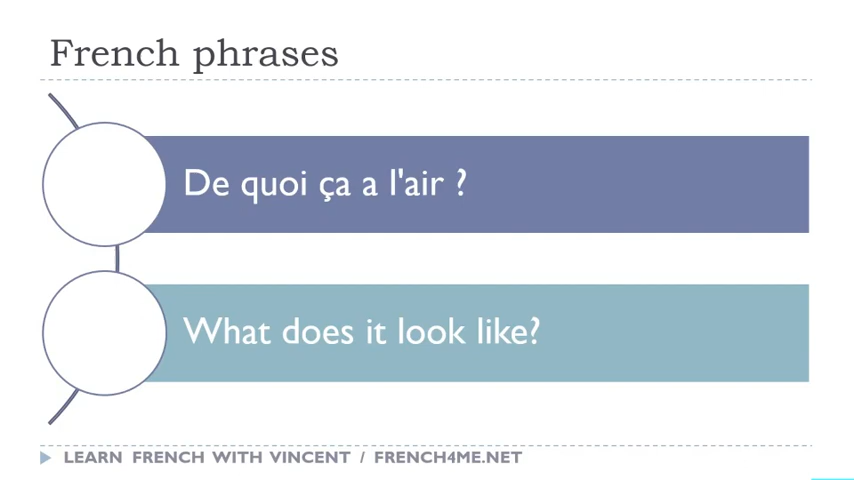 French phrases
De quoi ça a l'air ?
What does it look like?
LEARN FRENCH WITH VINCENT / FRENCH4ME.NET